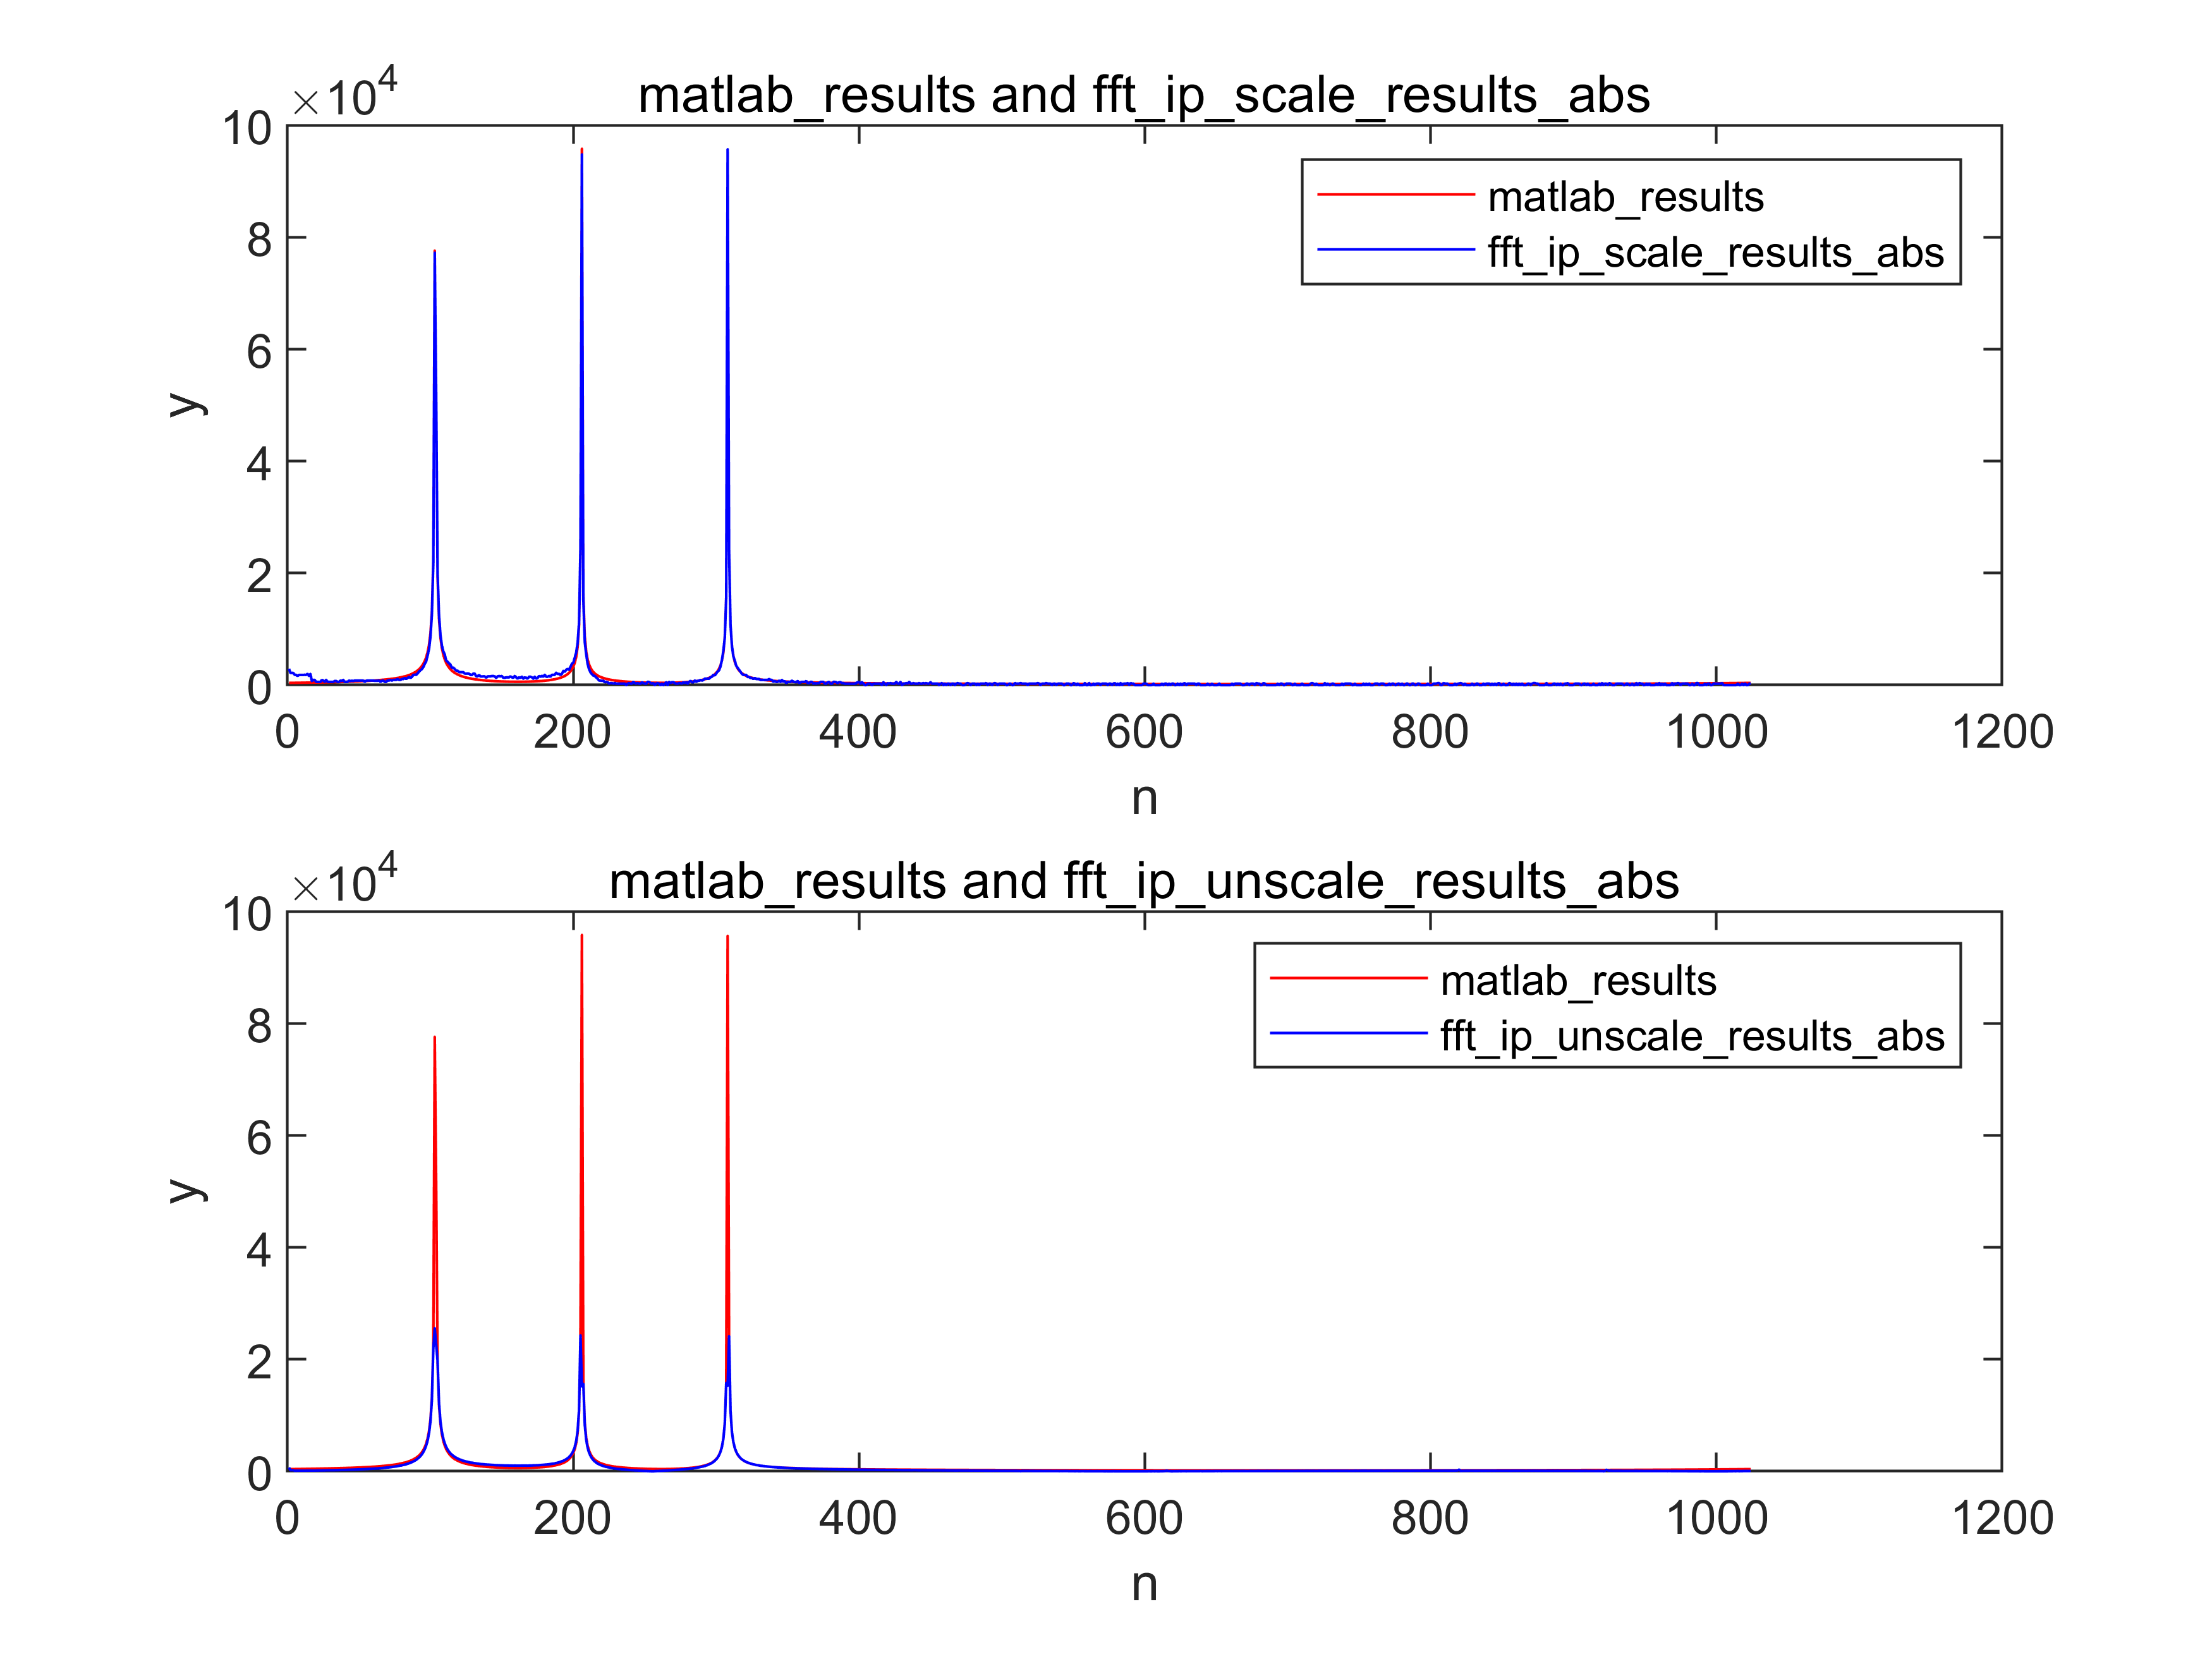 ×10^4
matlab_results and fft_ip_scale_results_abs
10
8
6
4
2
0
y
matlab_results
fft_ip_scale_results_abs
0 200 400 600 800 1000 1200
n
×10^4
matlab_results and fft_ip_unscale_results_abs
10
8
6
4
2
0
y
matlab_results
fft_ip_unscale_results_abs
0 200 400 600 800 1000 1200
n